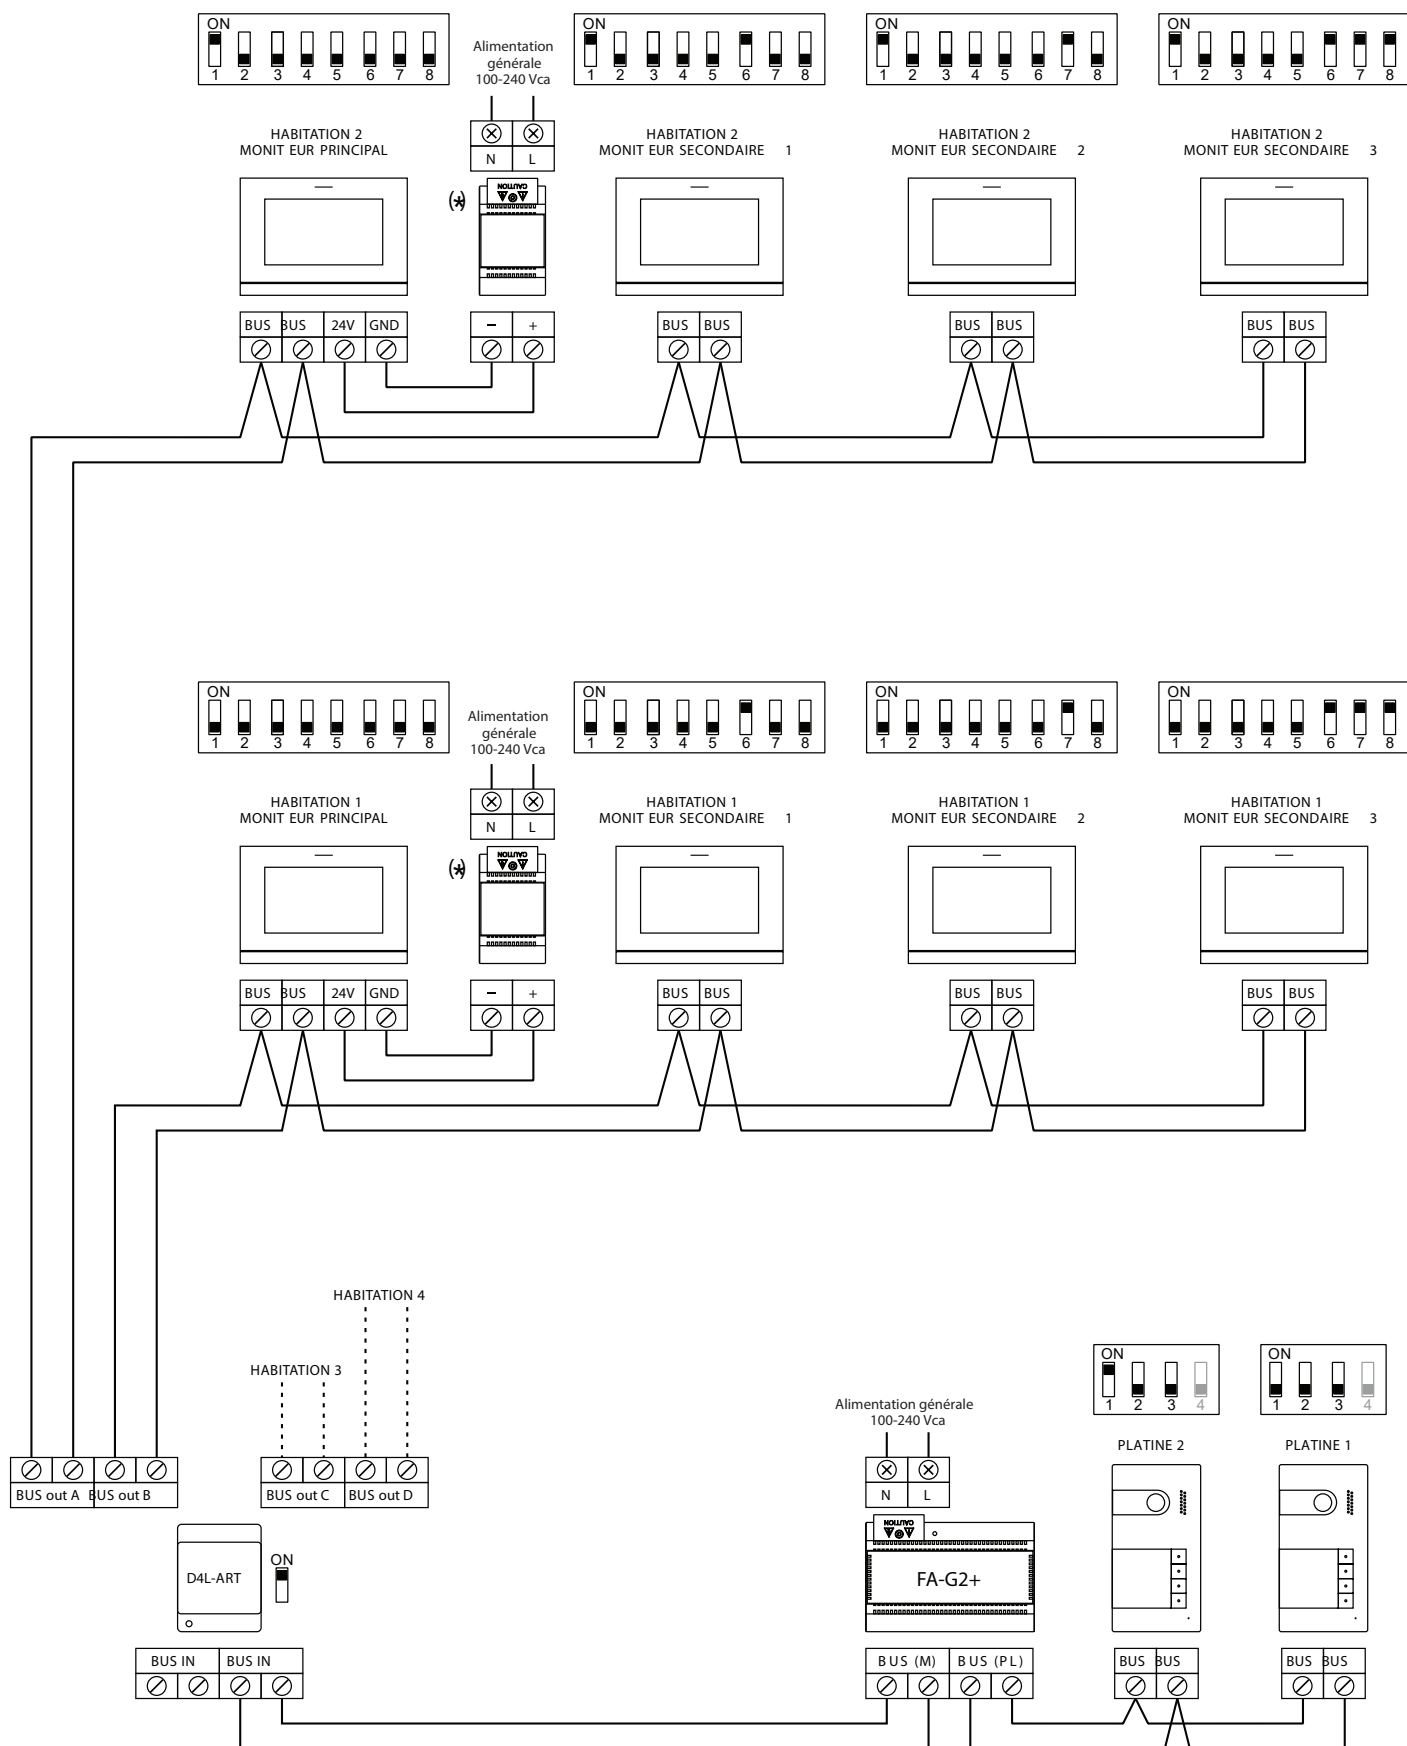 ON ON ON ON
1 2 3 4 5 6 7 8 1 2 3 4 5 6 7 8 1 2 3 4 5 6 7 8 1 2 3 4 5 6 7 8
Alimentation
générale
100-240 Vca
HABITATION 2
MONIT EUR PRINCIPAL
N L
HABITATION 2
MONIT EUR SECONDAIRE 1
HABITATION 2
MONIT EUR SECONDAIRE 2
HABITATION 2
MONIT EUR SECONDAIRE 3
CAUTION
(*)
BUS BUS 24V GND - + BUS BUS BUS BUS BUS BUS
ON ON ON ON
1 2 3 4 5 6 7 8 1 2 3 4 5 6 7 8 1 2 3 4 5 6 7 8 1 2 3 4 5 6 7 8
Alimentation
générale
100-240 Vca
HABITATION 1
MONIT EUR PRINCIPAL
N L
HABITATION 1
MONIT EUR SECONDAIRE 1
HABITATION 1
MONIT EUR SECONDAIRE 2
HABITATION 1
MONIT EUR SECONDAIRE 3
CAUTION
(*)
BUS BUS 24V GND - + BUS BUS BUS BUS BUS BUS
HABITATION 4
HABITATION 3
ON ON
1 2 3 4 1 2 3 4
Alimentation générale
100-240 Vca
PLATINE 2 PLATINE 1
BUS out A BUS out B BUS out C BUS out D
N L
CAUTION
D4L-ART
ON
FA-G2+
BUS IN BUS IN BUS (M) BUS (PL) BUS BUS BUS BUS